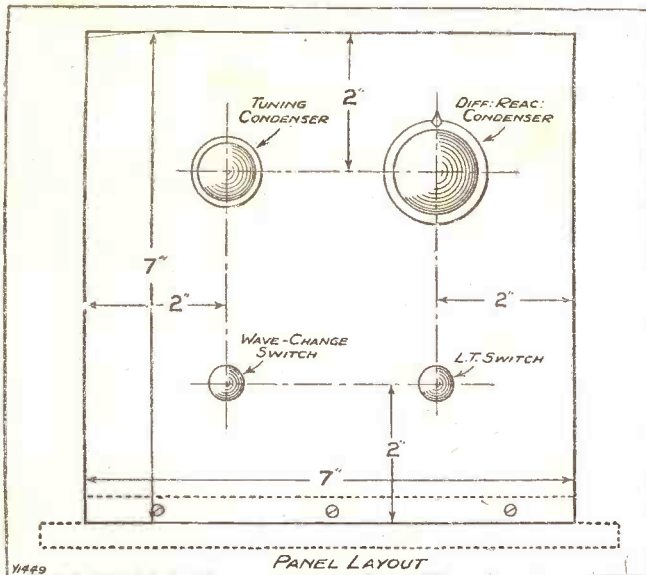 TUNING
CONDENSER
2"
DIFF: REAC:
CONDENSER
7"
2"
2"
WAVE-CHANGE
SWITCH
L.T. SWITCH
2"
7"
PANEL LAYOUT
Y1449